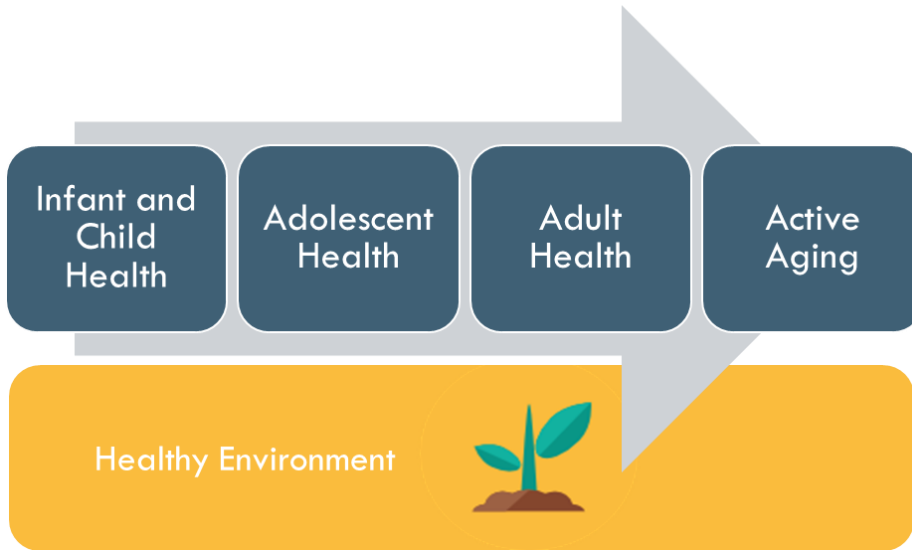 Infant and
Child
Health
Adolescent
Health
Adult
Health
Active
Aging
Healthy Environment